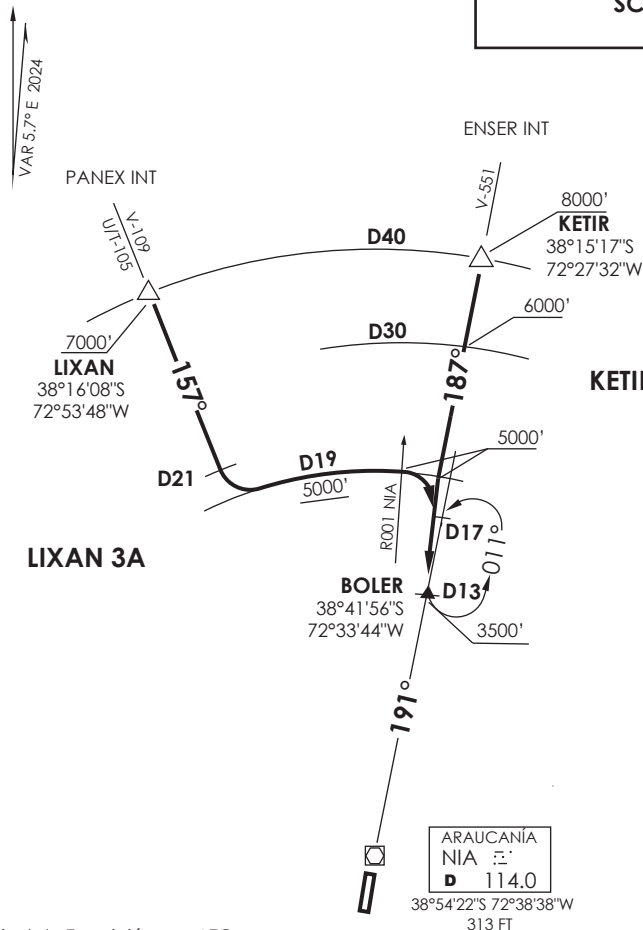 SC
VAR 5.7° E 2024
ENSER INT
PANEX INT
V-551
V-109
U/T-105
8000'
KETIR
38°15'17"S
72°27'32"W
D40
7000'
LIXAN
38°16'08"S
72°53'48"W
6000'
D30
157°
187°
KETI
5000'
D21
D19
5000'
R001 NIA
D17
011°
LIXAN 3A
BOLER
38°41'56"S
72°33'44"W
D13
3500'
191°
ARAUCANÍA
NIA
D 114.0
38°54'22"S 72°38'38"W
313 FT